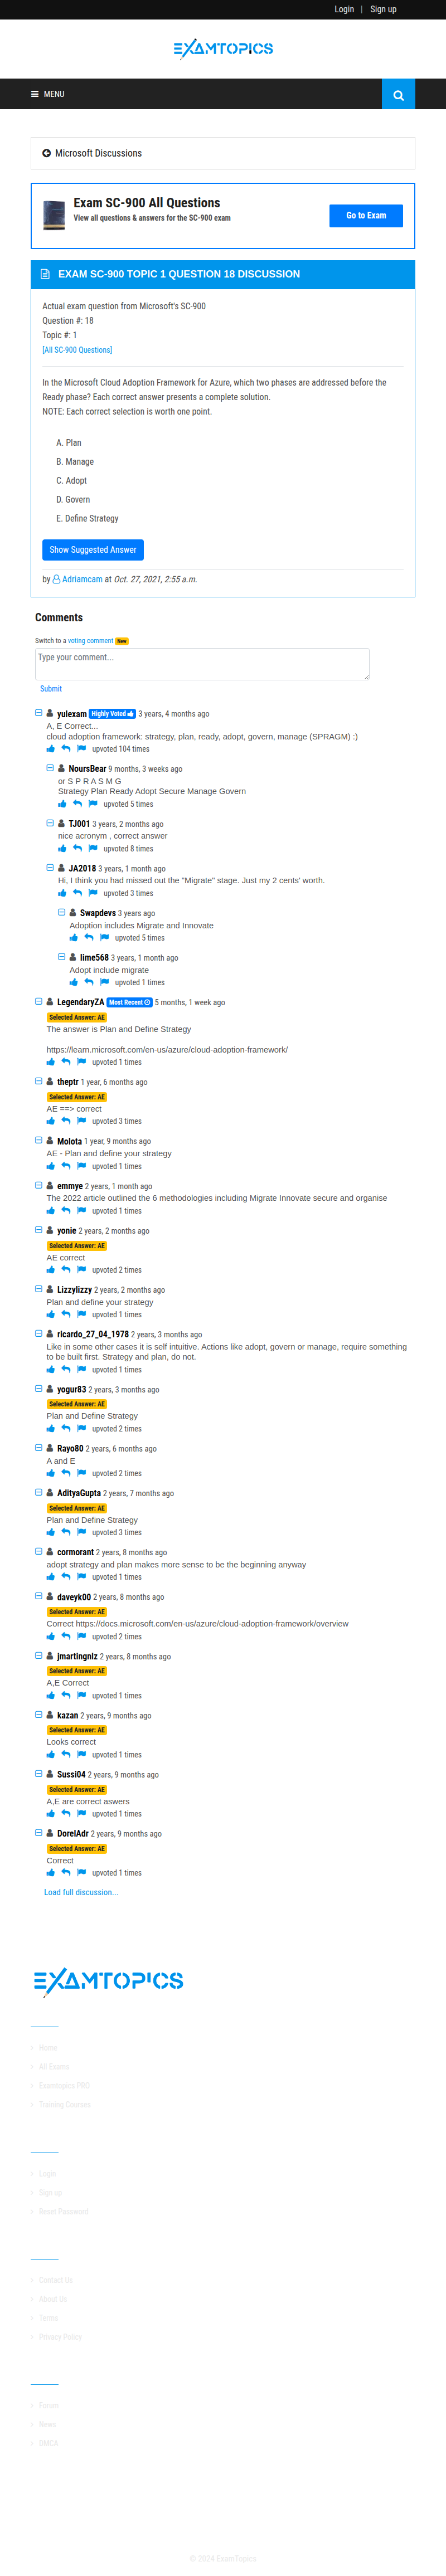 Login | Sign up
EXAMTOPICS
MENU
Microsoft Discussions
Exam SC-900 All Questions
View all questions & answers for the SC-900 exam
Go to Exam
EXAM SC-900 TOPIC 1 QUESTION 18 DISCUSSION
Actual exam question from Microsoft's SC-900
Question #: 18
Topic #: 1
[All SC-900 Questions]
In the Microsoft Cloud Adoption Framework for Azure, which two phases are addressed before the
Ready phase? Each correct answer presents a complete solution.
NOTE: Each correct selection is worth one point.
A. Plan
B. Manage
C. Adopt
D. Govern
E. Define Strategy
Show Suggested Answer
by Adriamcam at Oct. 27, 2021, 2:55 a.m.
Comments
Switch to a voting comment New
Type your comment...
Submit
yulexam Highly Voted 3 years, 4 months ago
A, E Correct...
cloud adoption framework: strategy, plan, ready, adopt, govern, manage (SPRAGM) :)
upvoted 104 times
NoursBear 9 months, 3 weeks ago
or S P R A S M G
Strategy Plan Ready Adopt Secure Manage Govern
upvoted 5 times
TJ001 3 years, 2 months ago
nice acronym , correct answer
upvoted 8 times
JA2018 3 years, 1 month ago
Hi, I think you had missed out the "Migrate" stage. Just my 2 cents' worth.
upvoted 3 times
Swapdevs 3 years ago
Adoption includes Migrate and Innovate
upvoted 5 times
lime568 3 years, 1 month ago
Adopt include migrate
upvoted 1 times
LegendaryZA Most Recent 5 months, 1 week ago
Selected Answer: AE
The answer is Plan and Define Strategy
https://learn.microsoft.com/en-us/azure/cloud-adoption-framework/
upvoted 1 times
theptr 1 year, 6 months ago
Selected Answer: AE
AE ==> correct
upvoted 3 times
Molota 1 year, 9 months ago
AE - Plan and define your strategy
upvoted 1 times
emmye 2 years, 1 month ago
The 2022 article outlined the 6 methodologies including Migrate Innovate secure and organise
upvoted 1 times
yonie 2 years, 2 months ago
Selected Answer: AE
AE correct
upvoted 2 times
Lizzylizzy 2 years, 2 months ago
Plan and define your strategy
upvoted 1 times
ricardo_27_04_1978 2 years, 3 months ago
Like in some other cases it is self intuitive. Actions like adopt, govern or manage, require something
to be built first. Strategy and plan, do not.
upvoted 1 times
yogur83 2 years, 3 months ago
Selected Answer: AE
Plan and Define Strategy
upvoted 2 times
Rayo80 2 years, 6 months ago
A and E
upvoted 2 times
AdityaGupta 2 years, 7 months ago
Selected Answer: AE
Plan and Define Strategy
upvoted 3 times
cormorant 2 years, 8 months ago
adopt strategy and plan makes more sense to be the beginning anyway
upvoted 1 times
daveyk00 2 years, 8 months ago
Selected Answer: AE
Correct https://docs.microsoft.com/en-us/azure/cloud-adoption-framework/overview
upvoted 2 times
jmartingnlz 2 years, 8 months ago
Selected Answer: AE
A,E Correct
upvoted 1 times
kazan 2 years, 9 months ago
Selected Answer: AE
Looks correct
upvoted 1 times
Sussi04 2 years, 9 months ago
Selected Answer: AE
A,E are correct aswers
upvoted 1 times
DorelAdr 2 years, 9 months ago
Selected Answer: AE
Correct
upvoted 1 times
Load full discussion...
EXAMTOPICS
Home
All Exams
Examtopics PRO
Training Courses
Login
Sign up
Reset Password
Contact Us
About Us
Terms
Privacy Policy
Forum
News
DMCA
© 2024 ExamTopics